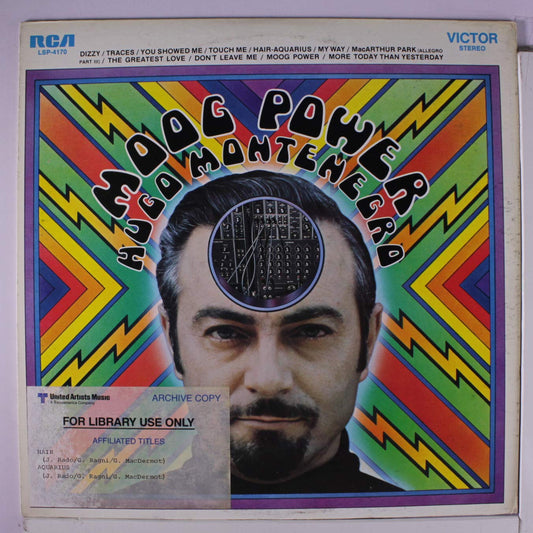 RCA
LSP-4170
VICTOR
STEREO
DIZZY / TRACES / YOU SHOWED ME / TOUCH ME / HAIR-AQUARIUS / MY WAY / MacARTHUR PARK (ALLEGRO
PART III) / THE GREATEST LOVE / DON'T LEAVE ME / MOOG POWER / MORE TODAY THAN YESTERDAY
MOOG POWER
HUGO MONTENEGRO
T United Artists Music
A Transamerica Company
ARCHIVE COPY
FOR LIBRARY USE ONLY
AFFILIATED TITLES
HAIR
(J. Rado/G. Ragni/G. MacDermot)
AQUARIUS
(J. Rado/G. Ragni/G. MacDermot)